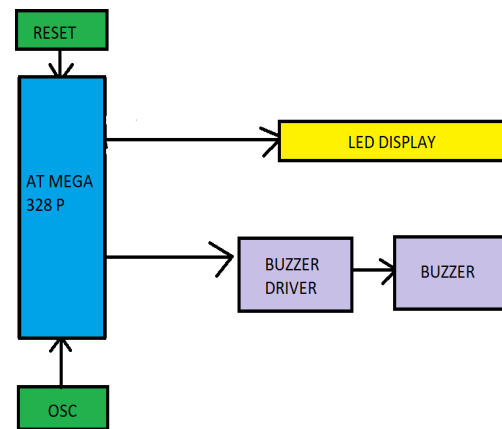 RESET
LED DISPLAY
AT MEGA
328 P
BUZZER
DRIVER
BUZZER
OSC